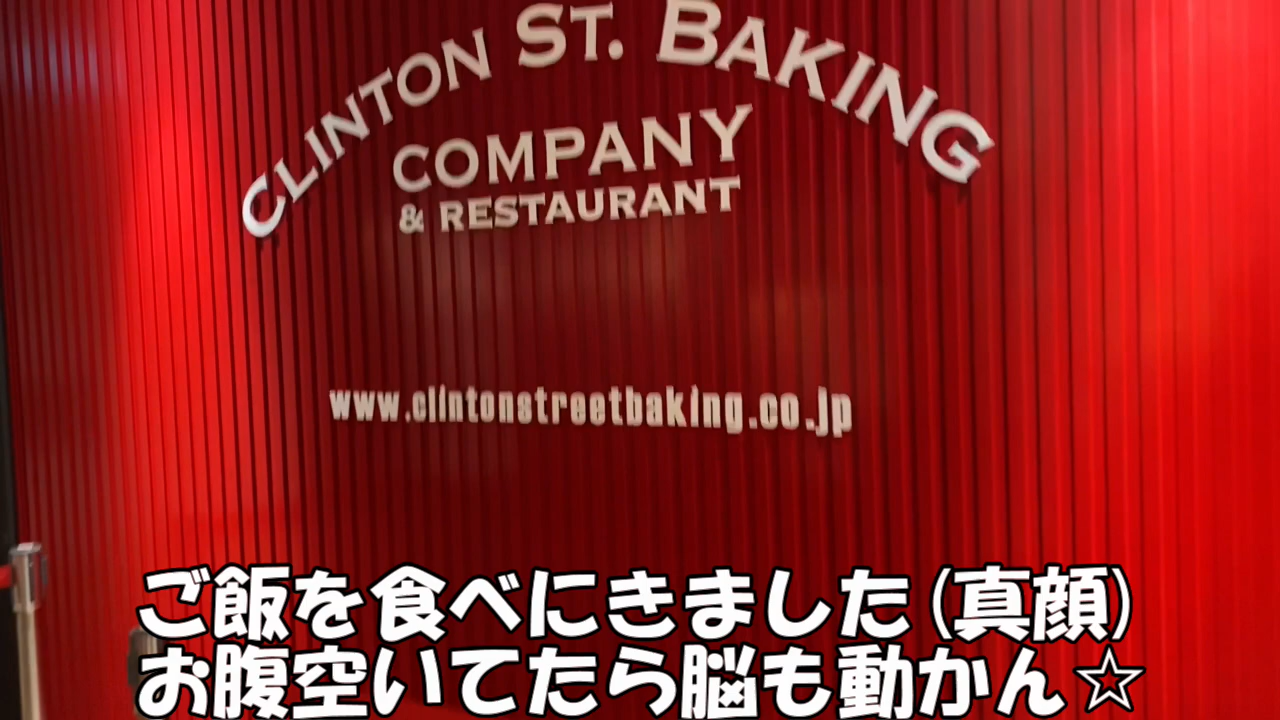 CLINTON ST. BAKING
COMPANY
& RESTAURANT
www.clintonstreetbaking.co.jp
ご飯を食べにきました(真顔)
お腹空いてたら脳も動かん☆